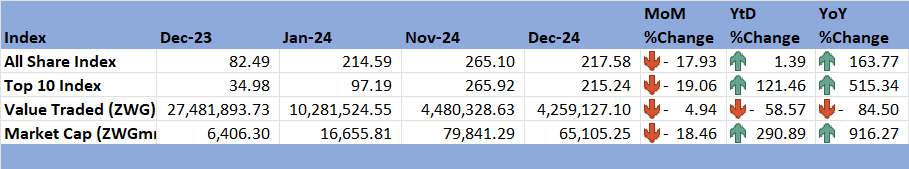 MoM YtD YoY
Index Dec-23 Jan-24 Nov-24 Dec-24 %Change %Change %Change
All Share Index 82.49 214.59 265.10 217.58 - 17.93 1.39 163.77
Top 10 Index 34.98 97.19 265.92 215.24 - 19.06 121.46 515.34
Value Traded (ZWG) 27,481,893.73 10,281,524.55 4,480,328.63 4,259,127.10 - 4.94 - 58.57 - 84.50
Market Cap (ZWGm 6,406.30 16,655.81 79,841.29 65,105.25 - 18.46 290.89 916.27